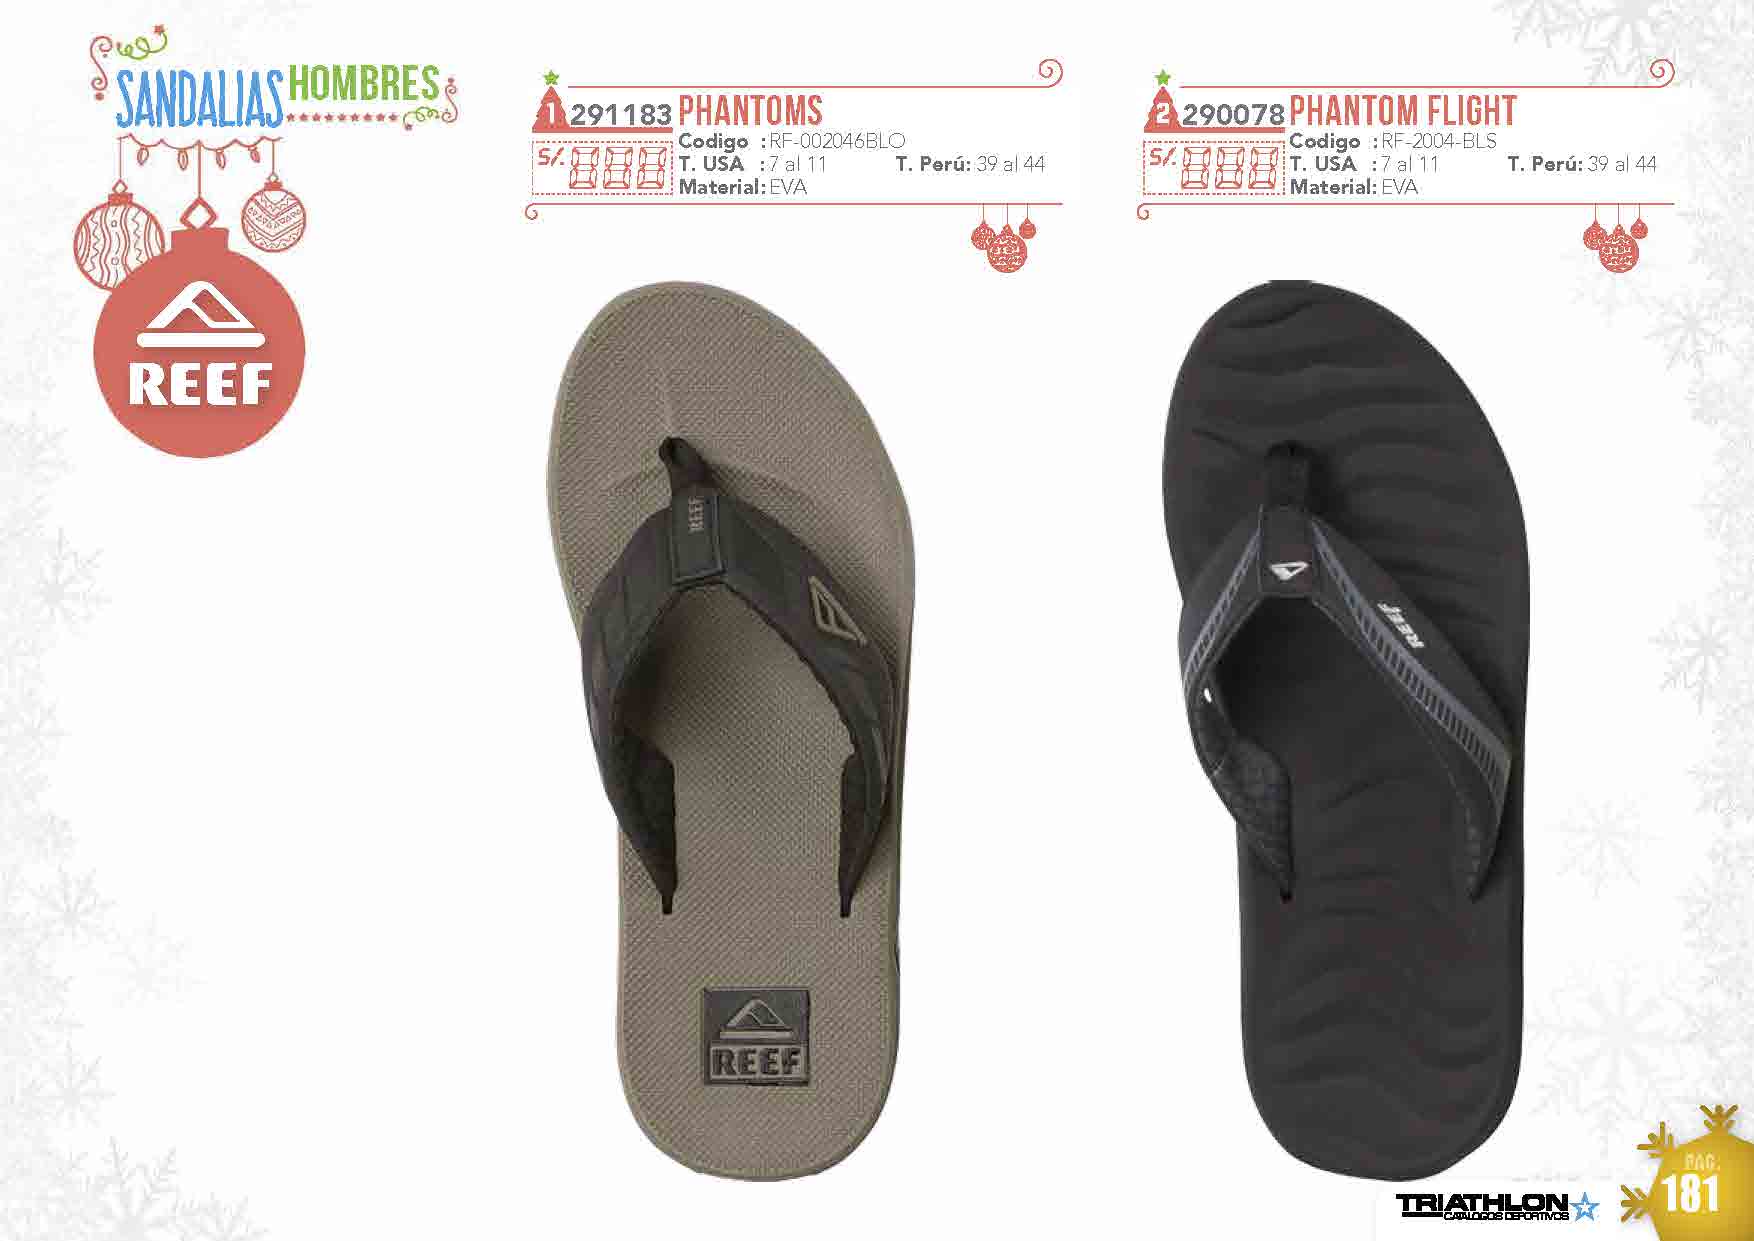 SANDALIAS HOMBRES
REEF
1 291183 PHANTOMS
Codigo : RF-002046BLO
S/. 888
T. USA : 7 al 11 T. Perú: 39 al 44
Material: EVA
2 290078 PHANTOM FLIGHT
Codigo : RF-2004-BLS
S/. 888
T. USA : 7 al 11 T. Perú: 39 al 44
Material: EVA
REEF
REEF
REEF
TRIATHLON
CATALOGOS DEPORTIVOS
PAG.
181